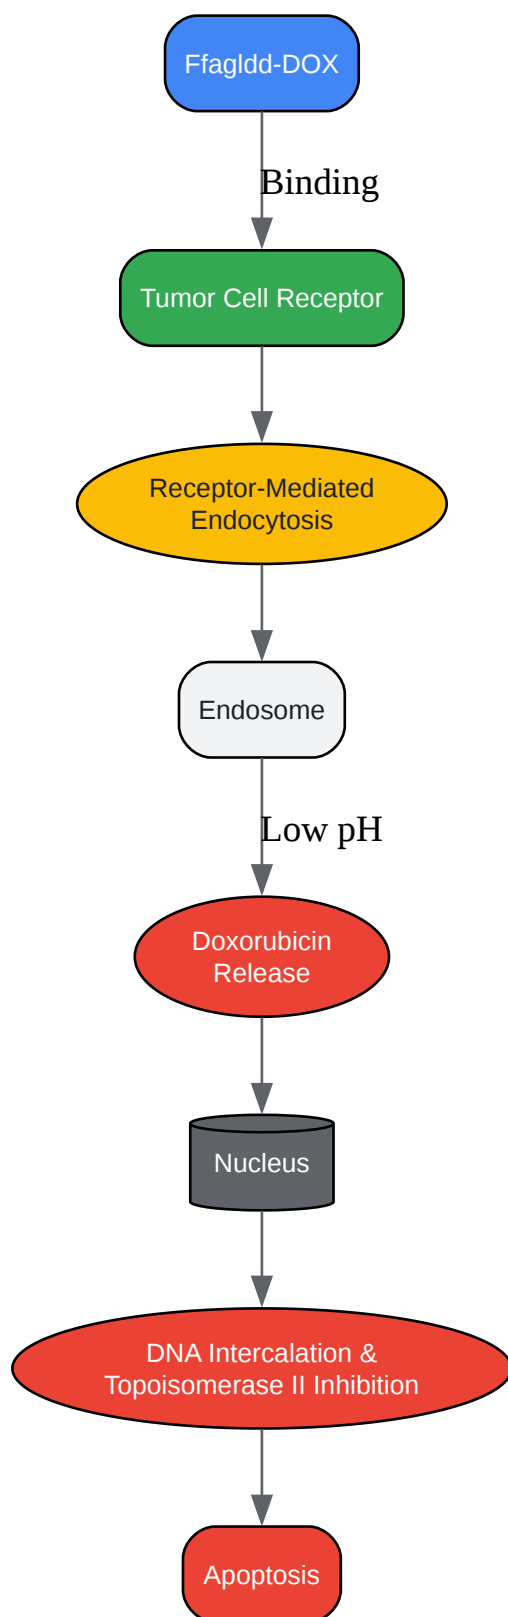 Ffagldd-DOX
Binding
Tumor Cell Receptor
Receptor-Mediated
Endocytosis
Endosome
Low pH
Doxorubicin
Release
Nucleus
DNA Intercalation &
Topoisomerase II Inhibition
Apoptosis